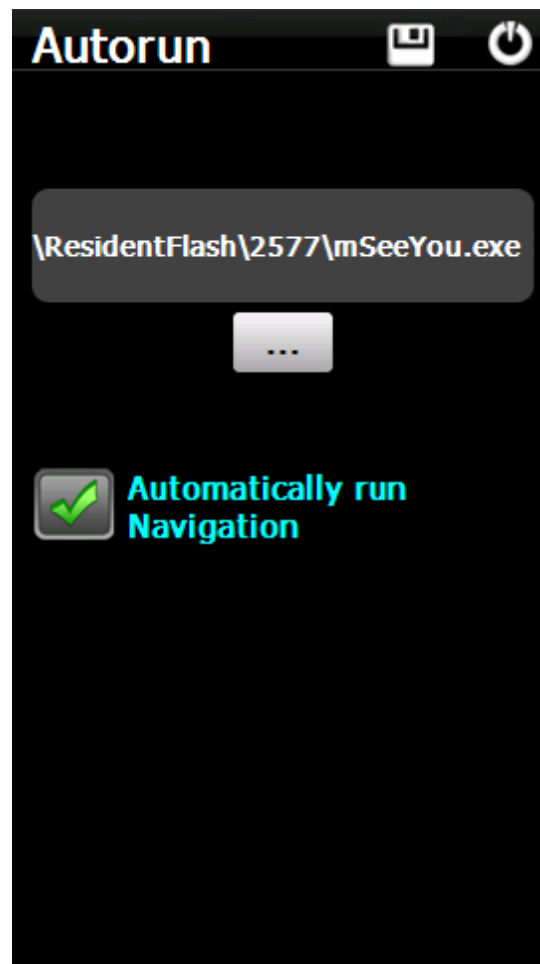 Autorun
\ResidentFlash\2577\mSeeYou.exe
...
Automatically run
Navigation